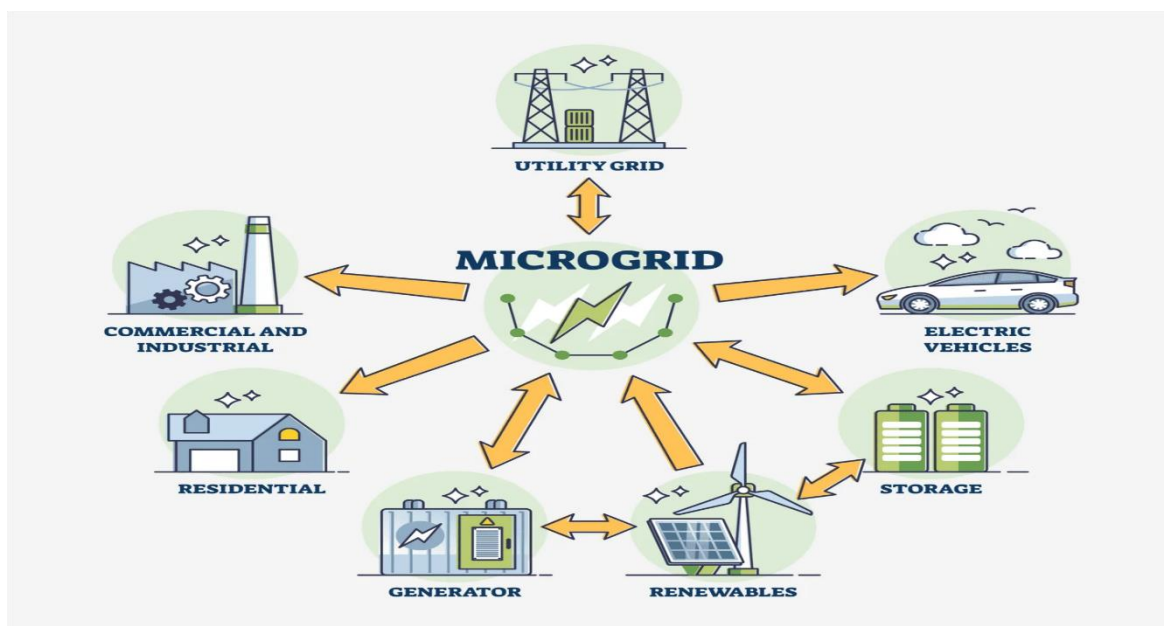 UTILITY GRID
MICROGRID
COMMERCIAL AND
INDUSTRIAL
ELECTRIC
VEHICLES
RESIDENTIAL
STORAGE
GENERATOR
RENEWABLES